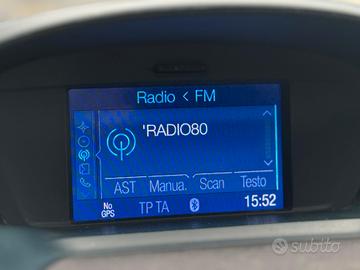 Radio < FM
'RADIO80
AST Manua. Scan Testo
No GPS TP TA 15:52
subito